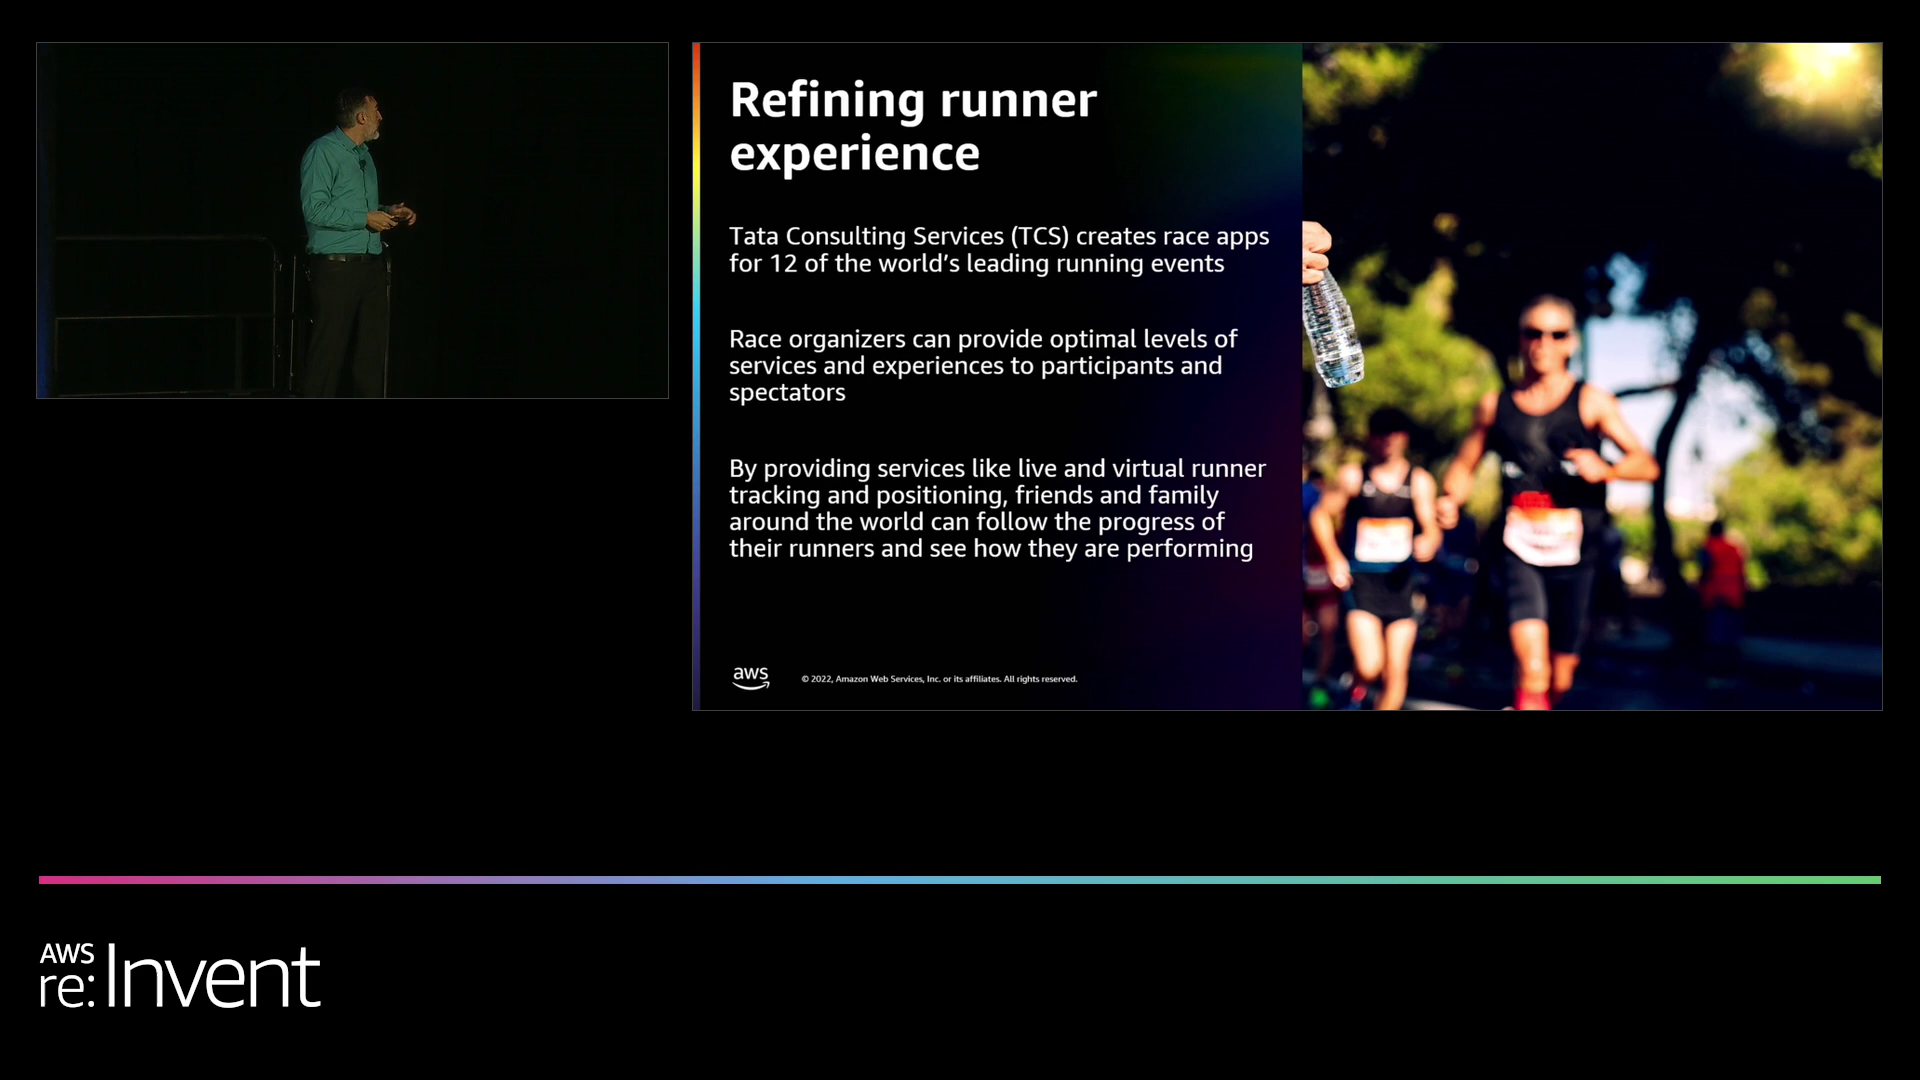 Refining runner
experience
Tata Consulting Services (TCS) creates race apps
for 12 of the world’s leading running events
Race organizers can provide optimal levels of
services and experiences to participants and
spectators
By providing services like live and virtual runner
tracking and positioning, friends and family
around the world can follow the progress of
their runners and see how they are performing
aws
© 2022, Amazon Web Services, Inc. or its affiliates. All rights reserved.
AWS
re:Invent